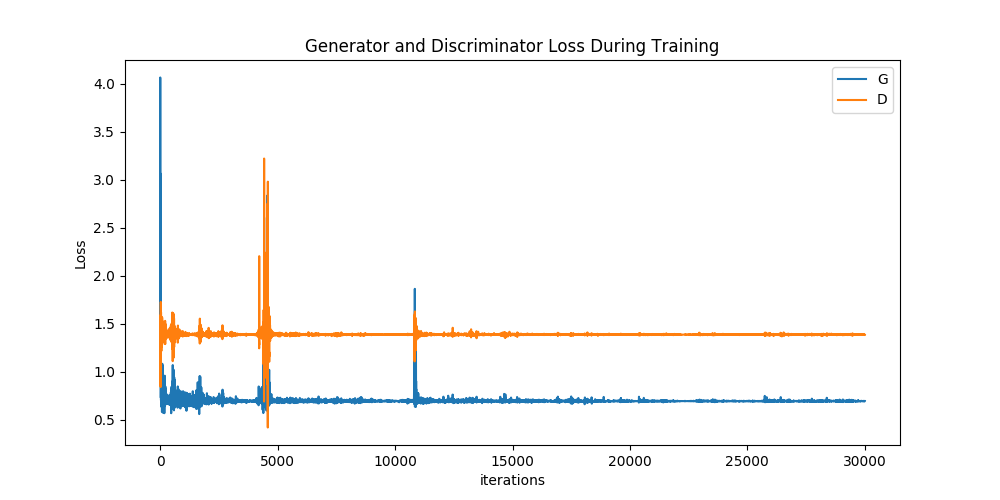 Generator and Discriminator Loss During Training
G
D
4.0
3.5
3.0
2.5
2.0
1.5
1.0
0.5
Loss
0 5000 10000 15000 20000 25000 30000
iterations